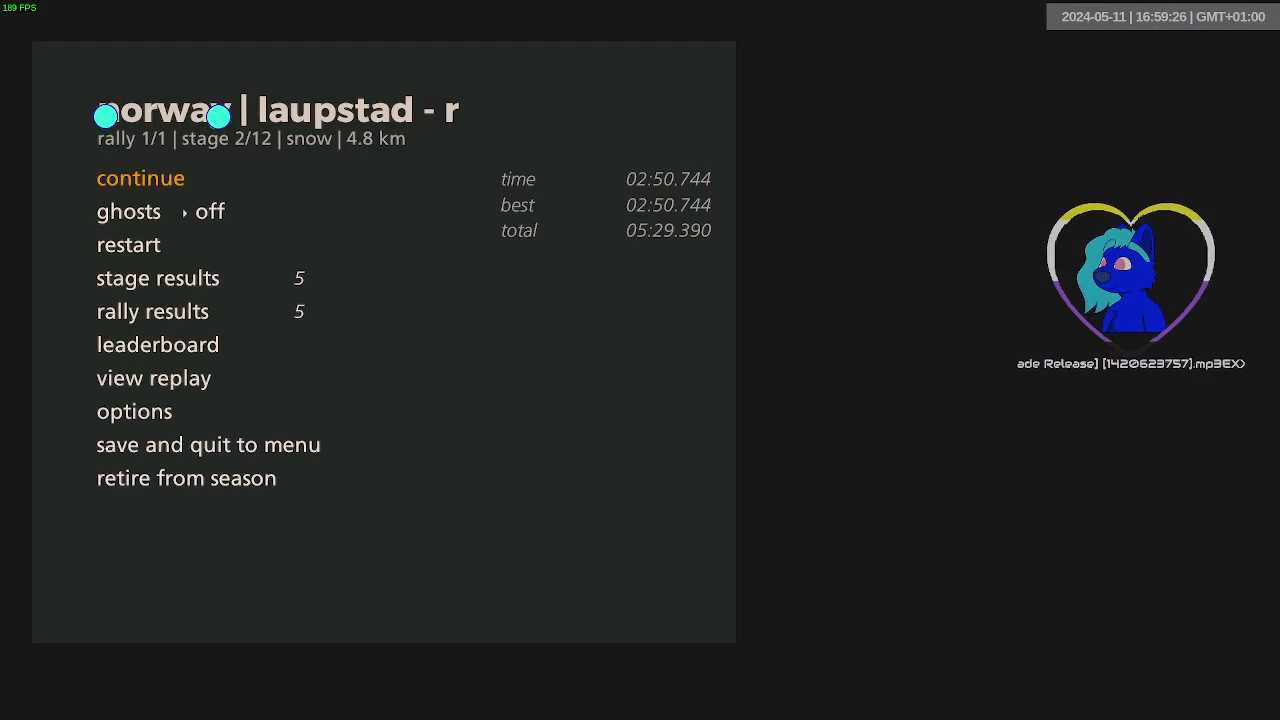 189 FPS
2024-05-11 | 16:59:26 | GMT+01:00
norway | laupstad - r
rally 1/1 | stage 2/12 | snow | 4.8 km
continue
time 02:50.744
ghosts off
best 02:50.744
total 05:29.390
restart
stage results 5
rally results 5
leaderboard
view replay
options
save and quit to menu
retire from season
ade Release] [1420623757].mp3EX)